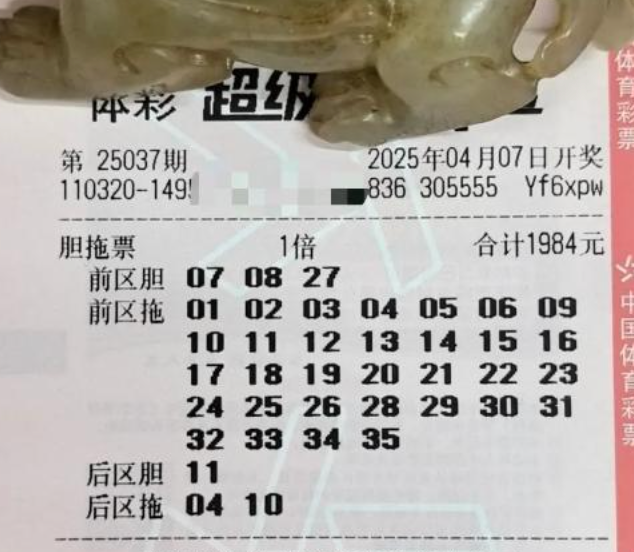 体彩 超级
第 25037期 2025年04月07日开奖
110320-149 836 305555 Yf6xpw
胆拖票 1倍 合计1984元
前区胆 07 08 27
前区拖 01 02 03 04 05 06 09
10 11 12 13 14 15 16
17 18 19 20 21 22 23
24 25 26 28 29 30 31
32 33 34 35
后区胆 11
后区拖 04 10
体育彩票
中国体育彩票